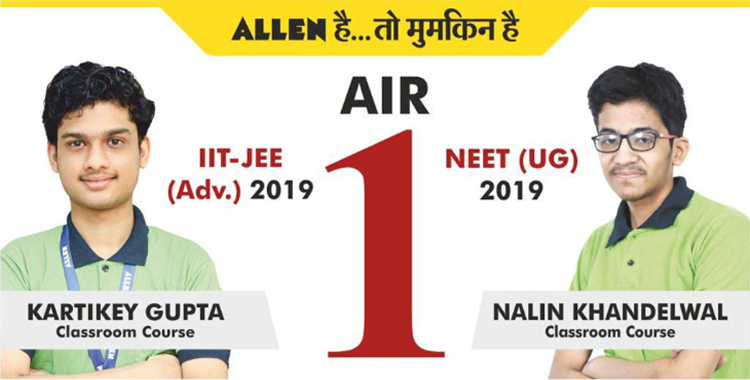 ALLEN है...तो मुमकिन है
AIR
1
IIT-JEE
(Adv.) 2019
NEET (UG)
2019
KARTIKEY GUPTA
Classroom Course
NALIN KHANDELWAL
Classroom Course
ALLEN